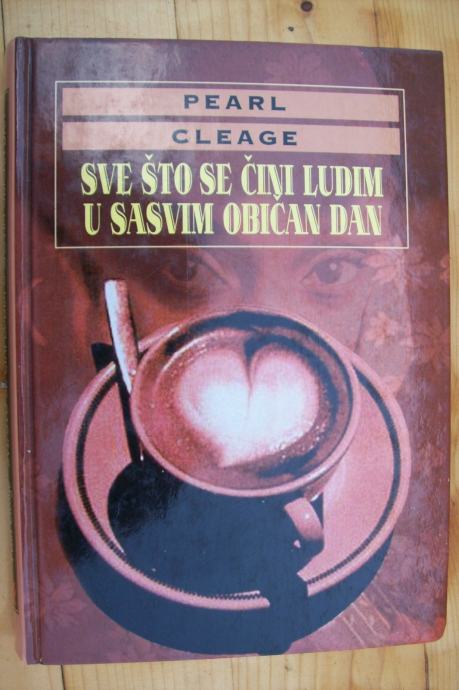 PEARL
CLEAGE
SVE ŠTO SE ČINI LUDIM
U SASVIM OBIČAN DAN